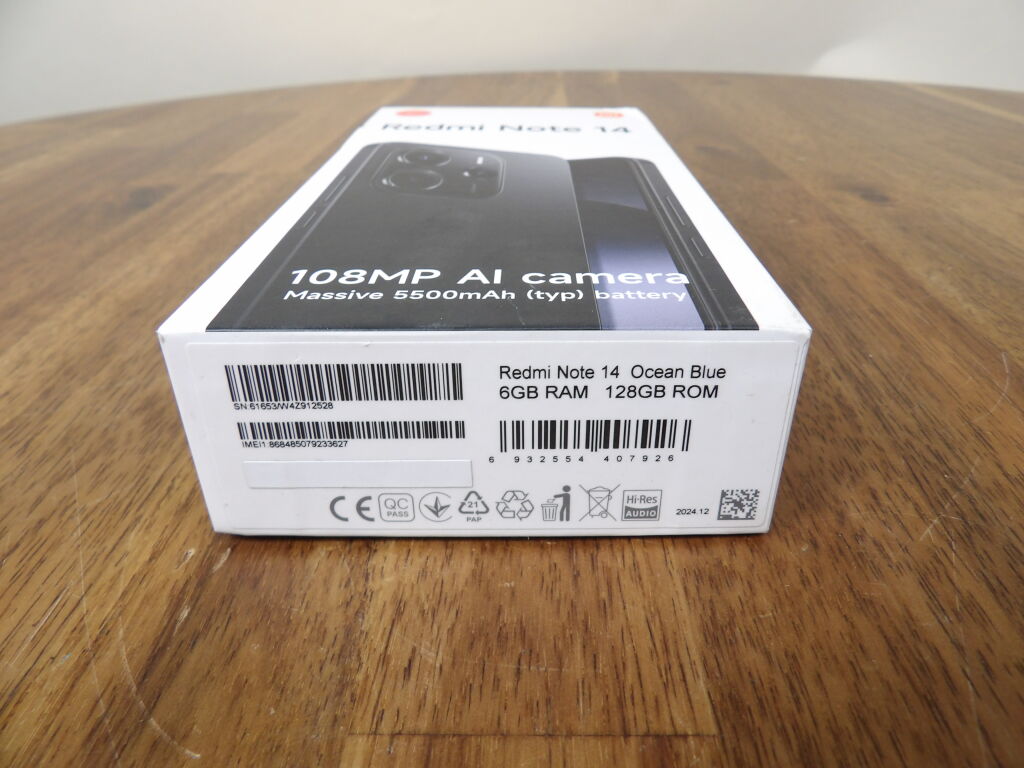 Redmi Note 14
108MP AI camera
Massive 5500mAh (typ) battery
SN:61653/W4Z912528
IMEI1 868485079233627
Redmi Note 14 Ocean Blue
6GB RAM 128GB ROM
6 932554 407926
CE
QC
PASS
21
PAP
Hi-Res
AUDIO
2024.12